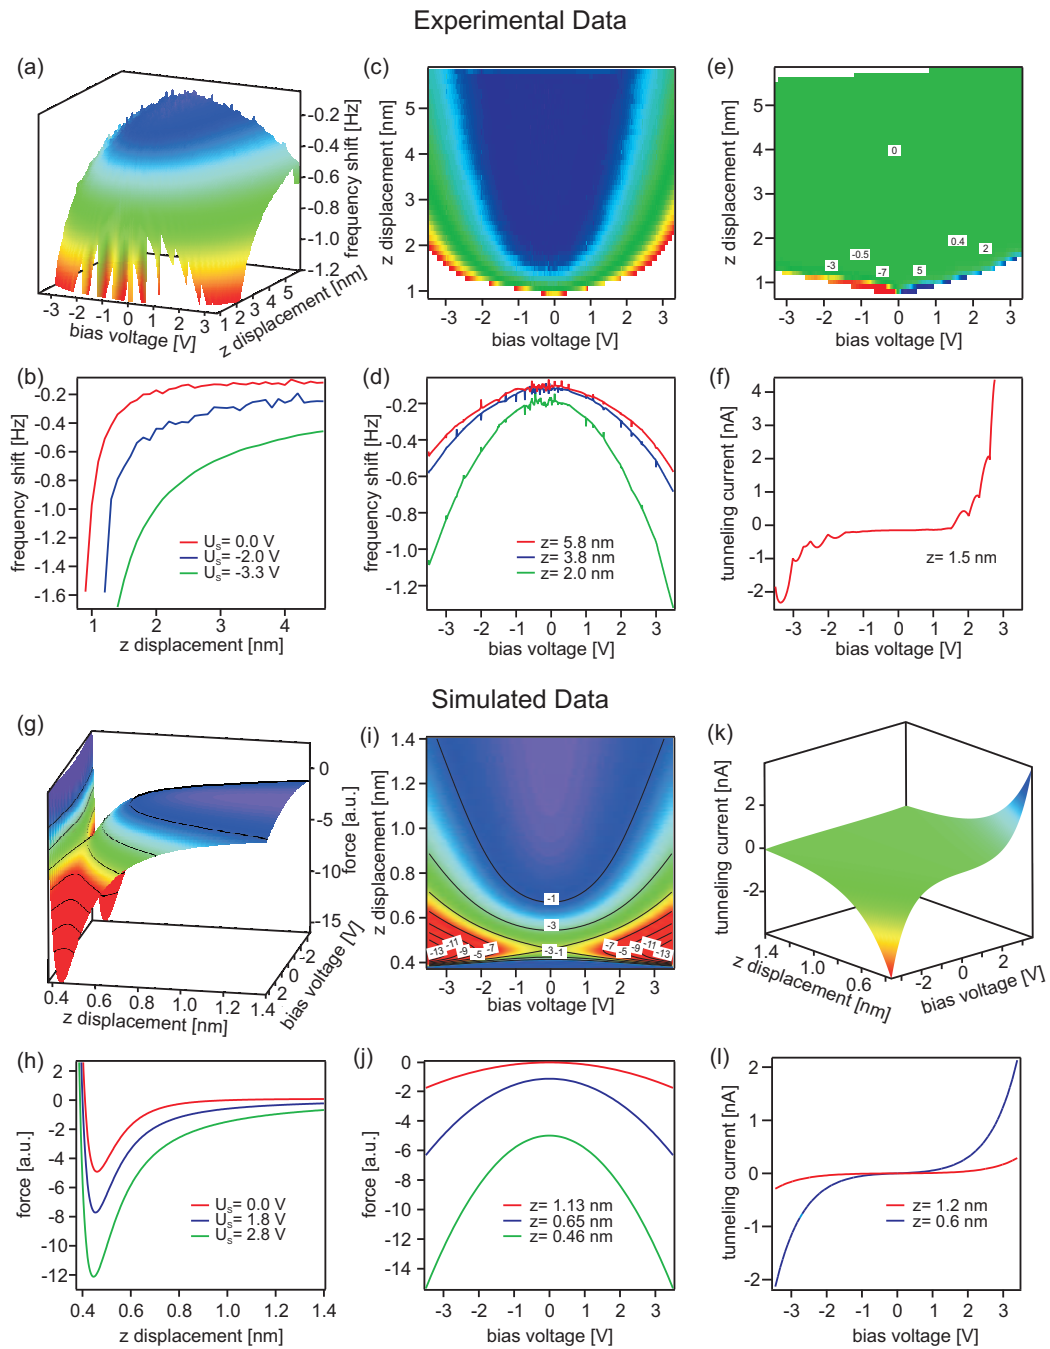 Experimental Data
(a)
-0.2
-0.4
-0.6
-0.8
-1.0
-1.2
frequency shift [Hz]
-3 -2 -1 0 1 2 3
bias voltage [V]
1 2 3 4 5
z displacement [nm]
(c)
5
4
3
2
1
z displacement [nm]
-3 -2 -1 0 1 2 3
bias voltage [V]
(e)
5
4
3
2
1
z displacement [nm]
0
0.4
2
-0.5
-3
-7
5
-3 -2 -1 0 1 2 3
bias voltage [V]
(b)
-0.2
-0.4
-0.6
-0.8
-1.0
-1.2
-1.4
-1.6
frequency shift [Hz]
Us= 0.0 V
Us= -2.0 V
Us= -3.3 V
1 2 3 4
z displacement [nm]
(d)
-0.2
-0.4
-0.6
-0.8
-1.0
-1.2
frequency shift [Hz]
z= 5.8 nm
z= 3.8 nm
z= 2.0 nm
-3 -2 -1 0 1 2 3
bias voltage [V]
(f)
4
3
2
1
0
-1
-2
tunneling current [nA]
z= 1.5 nm
-3 -2 -1 0 1 2 3
bias voltage [V]
Simulated Data
(g)
0
-5
-10
-15
force [a.u.]
-2
0
2
bias voltage [V]
0.4 0.6 0.8 1.0 1.2 1.4
z displacement [nm]
(i)
1.4
1.2
1.0
0.8
0.6
0.4
z displacement [nm]
-1
-3
-13 -11 -9 -5 -7 -3 -1 -7 -5 -9 -11 -13
-3 -2 -1 0 1 2 3
bias voltage [V]
(k)
2
0
-2
tunneling current [nA]
1.4
1.0
0.6
z displacement [nm]
-2 0 2
bias voltage [V]
(h)
2
0
-2
-4
-6
-8
-10
-12
force [a.u.]
Us= 0.0 V
Us= 1.8 V
Us= 2.8 V
0.4 0.6 0.8 1.0 1.2 1.4
z displacement [nm]
(j)
0
-2
-4
-6
-8
-10
-12
-14
force [a.u.]
z= 1.13 nm
z= 0.65 nm
z= 0.46 nm
-3 -2 -1 0 1 2 3
bias voltage [V]
(l)
2
1
0
-1
-2
tunneling current [nA]
z= 1.2 nm
z= 0.6 nm
-3 -2 -1 0 1 2 3
bias voltage [V]